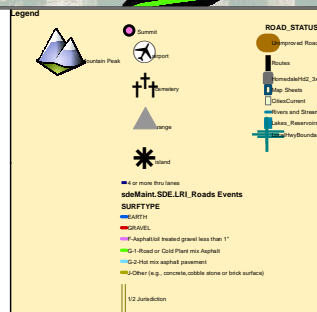 Legend
Mountain Peak
Summit
airport
cemetery
range
island
4 or more thru lanes
sdeMaint.SDE.LRI_Roads Events
SURFTYPE
EARTH
GRAVEL
F-Asphalt/oil treated gravel less than 1"
G-1-Road or Cold Plant mix Asphalt
G-2-Hot mix asphalt pavement
J-Other (e.g., concrete,cobble stone or brick surface)
1/2 Jurisdiction
ROAD_STATUS
Unimproved Road
Routes
HomedaleHd2_3
Map Sheets
CitiesCurrent
Rivers and Stream
Lakes_Reservoirs